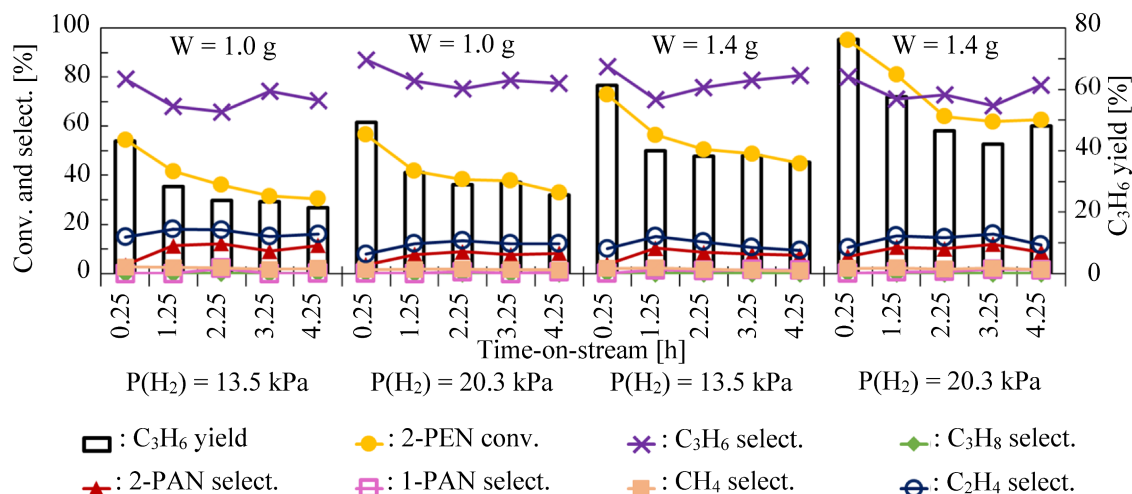 100
80
60
40
20
0
Conv. and select. [%]
W = 1.0 g
W = 1.0 g
W = 1.4 g
W = 1.4 g
80
60
40
20
0
C₃H₆ yield [%]
0.25 1.25 2.25 3.25 4.25 0.25 1.25 2.25 3.25 4.25 0.25 1.25 2.25 3.25 4.25 0.25 1.25 2.25 3.25 4.25
Time-on-stream [h]
P(H₂) = 13.5 kPa P(H₂) = 20.3 kPa P(H₂) = 13.5 kPa P(H₂) = 20.3 kPa
: C₃H₆ yield : 2-PEN conv. : C₃H₆ select. : C₃H₈ select.
: 2-PAN select. : 1-PAN select. : CH₄ select. : C₂H₄ select.